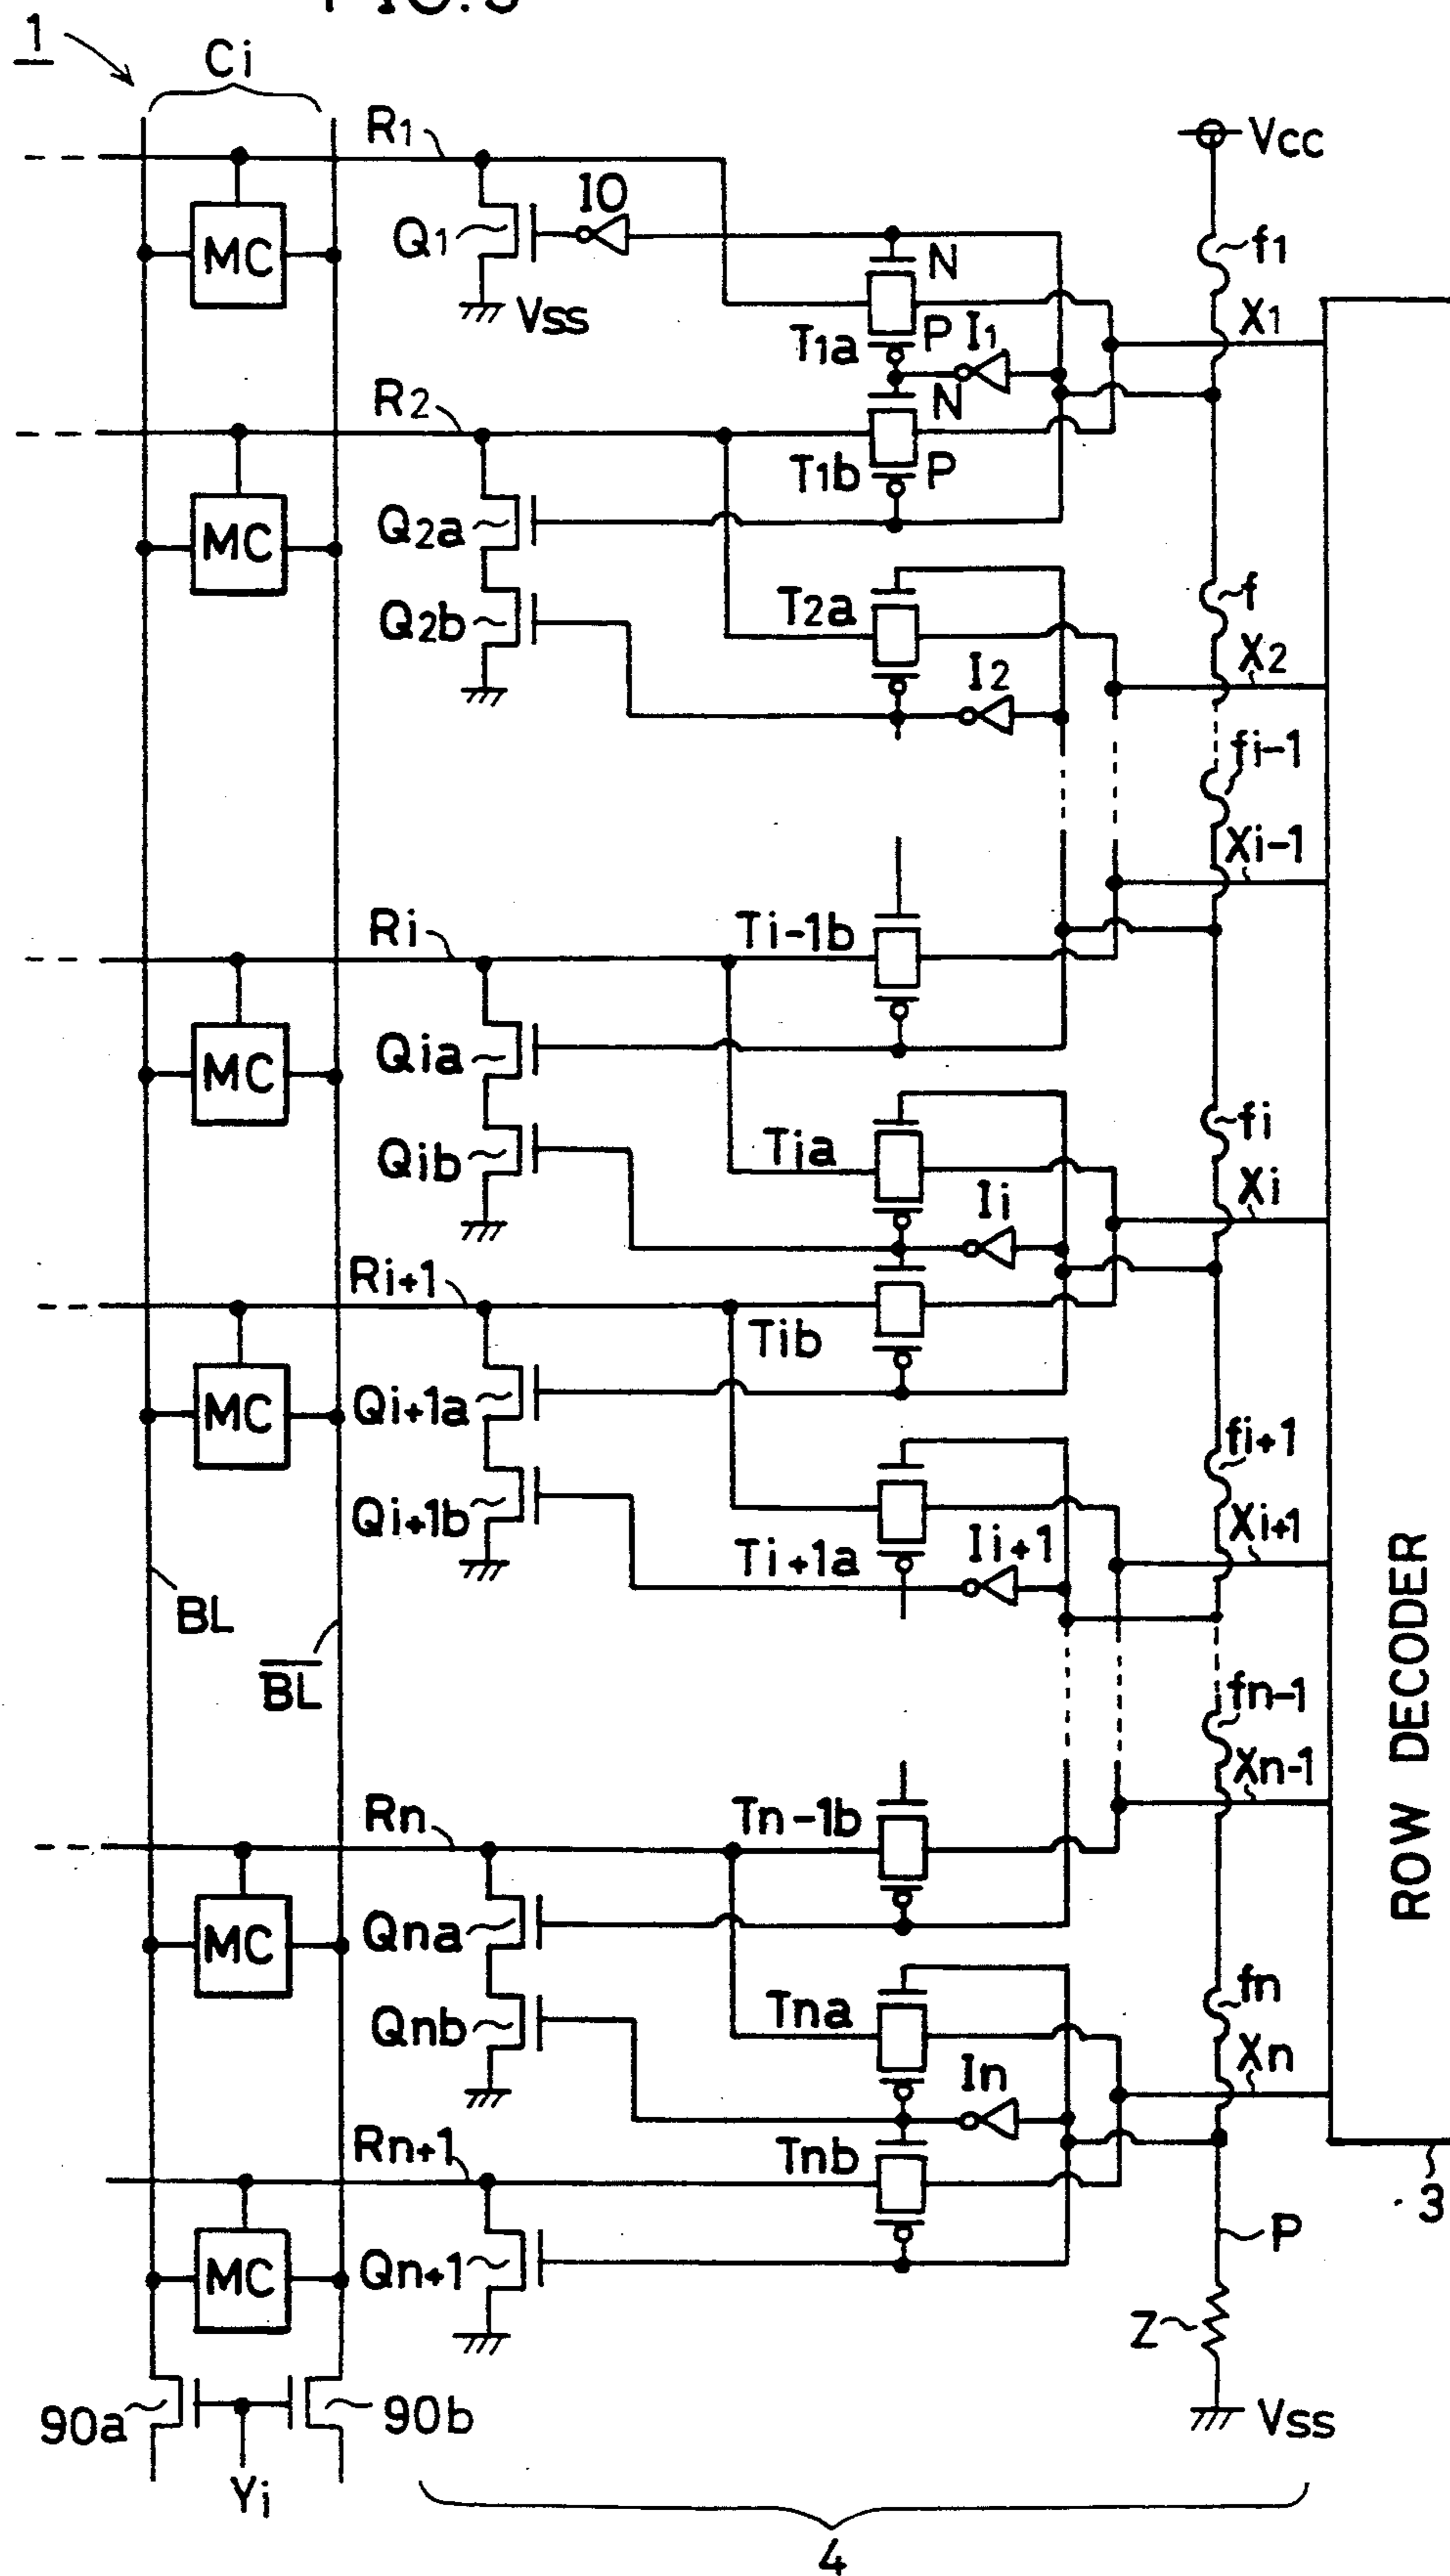 FIG.3
1
Ci
R1
Vcc
IO
Q1
N
f1
Vss
T1a
P
I1
X1
R2
N
T1b
P
Q2a
T2a
f
Q2b
I2
X2
fi-1
Xi-1
Ri
Ti-1b
Qia
fi
Tia
Qib
Ii
Xi
Ri+1
Tib
Qi+1a
fi+1
Qi+1b
Ti+1a
Ii+1
Xi+1
BL
BL
ROW DECODER
fn-1
Rn
Tn-1b
Xn-1
Qna
fn
Tna
Qnb
In
Xn
Rn+1
Tnb
3
P
Qn+1
Z
90a
90b
Vss
Yi
4
MC
MC
MC
MC
MC
MC